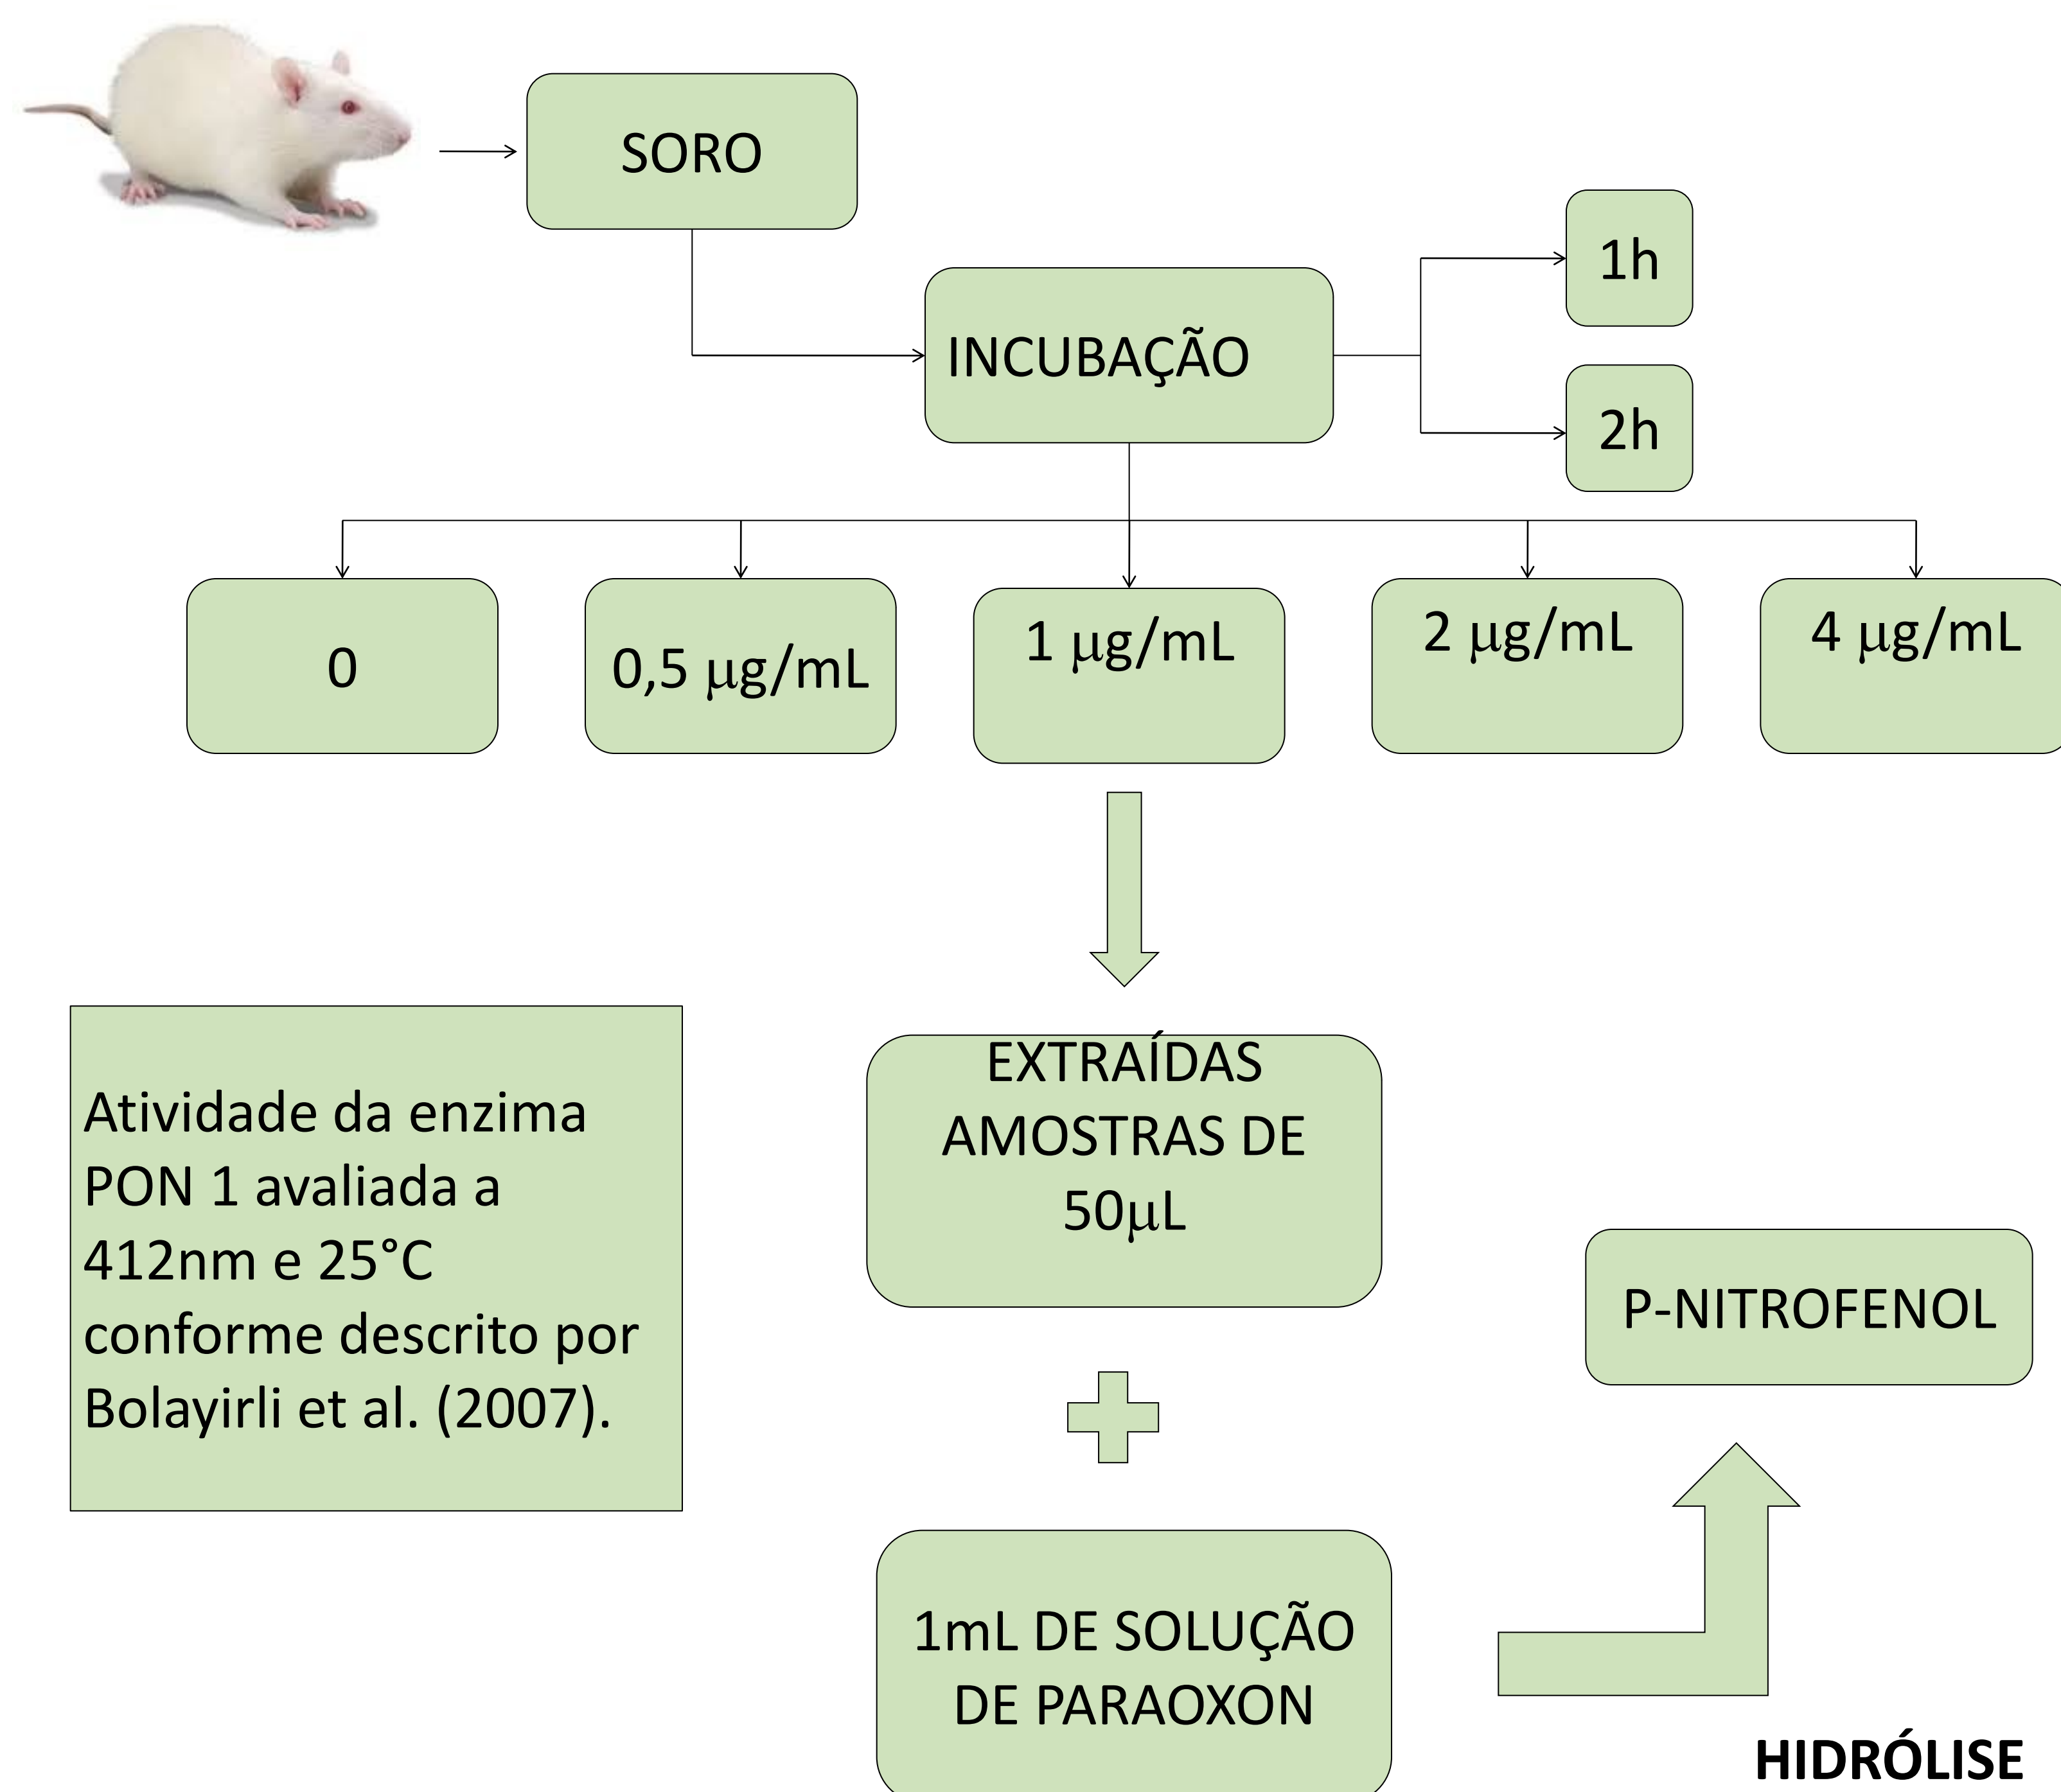 SORO
1h
INCUBAÇÃO
2h
0
0,5 µg/mL
1 µg/mL
2 µg/mL
4 µg/mL
EXTRAÍDAS
AMOSTRAS DE
50µL
Atividade da enzima
PON 1 avaliada a
412nm e 25°C
conforme descrito por
Bolayirli et al. (2007).
P-NITROFENOL
1mL DE SOLUÇÃO
DE PARAOXON
HIDRÓLISE